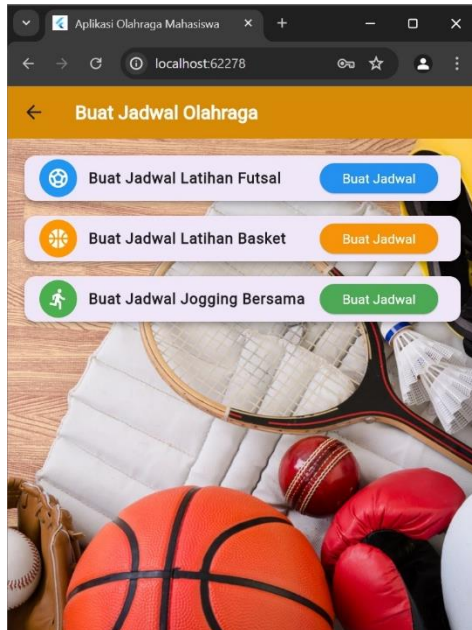 Aplikasi Olahraga Mahasiswa
localhost:62278
Buat Jadwal Olahraga
Buat Jadwal Latihan Futsal
Buat Jadwal
Buat Jadwal Latihan Basket
Buat Jadwal
Buat Jadwal Jogging Bersama
Buat Jadwal